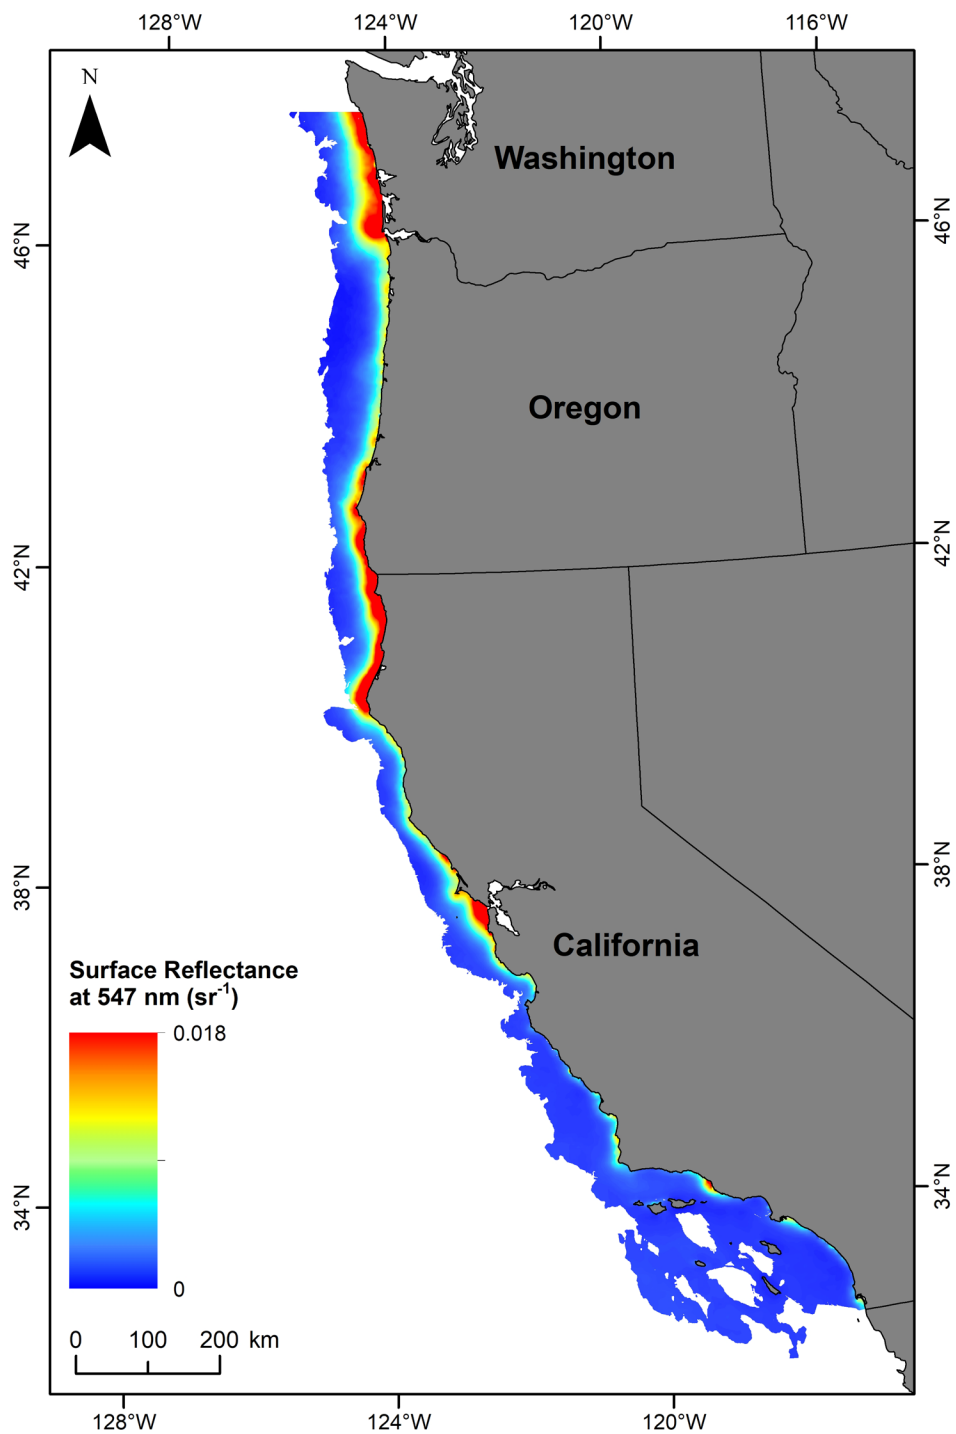 128°W 124°W 120°W 116°W
N
Washington
46°N 46°N
Oregon
42°N 42°N
38°N 38°N
California
Surface Reflectance
at 547 nm (sr⁻¹)
0.018
34°N 34°N
0
0 100 200 km
128°W 124°W 120°W